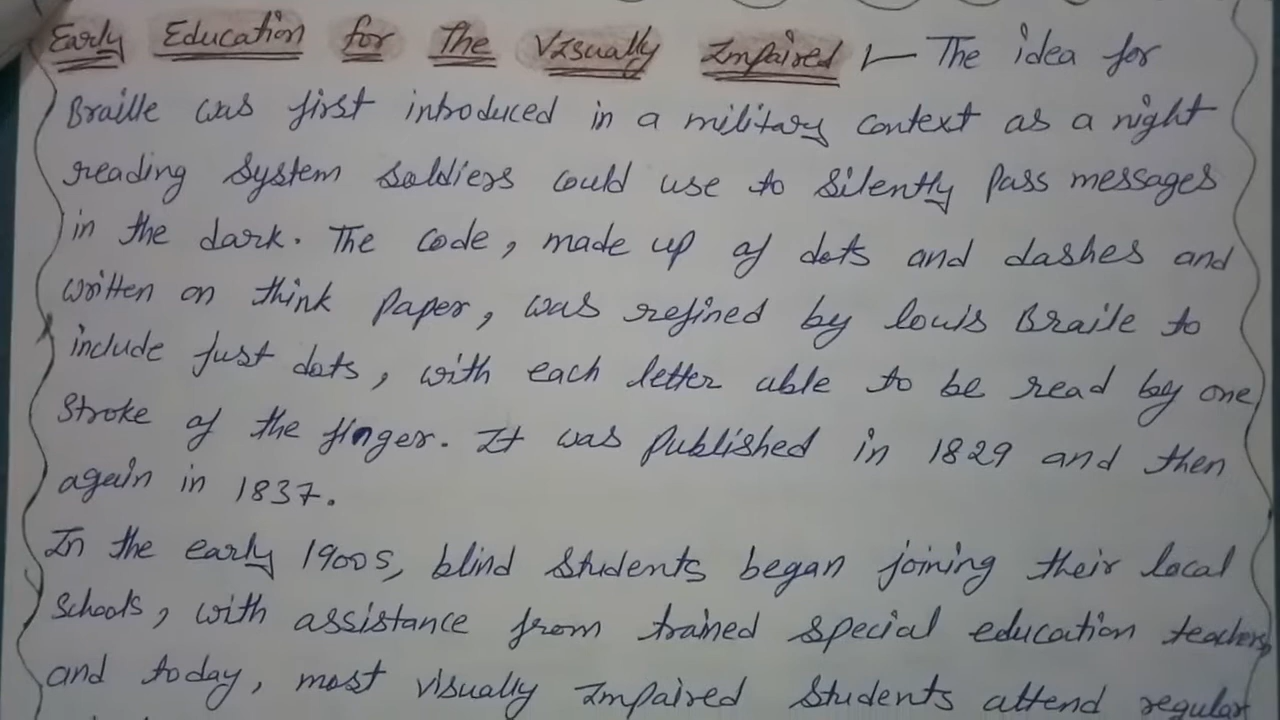 Early Education for the Visually Impaired :- The idea for
Braille was first introduced in a military context as a night
reading system soldiers could use to silently pass messages
in the dark. The code, made up of dots and dashes and
written on think paper, was refined by louis Braile to
include just dots, with each letter able to be read by one
stroke of the finger. It was published in 1829 and then
again in 1837.
In the early 1900s, blind students began joining their local
schools, with assistance from trained special education teachers
and today, most visually impaired students attend regular